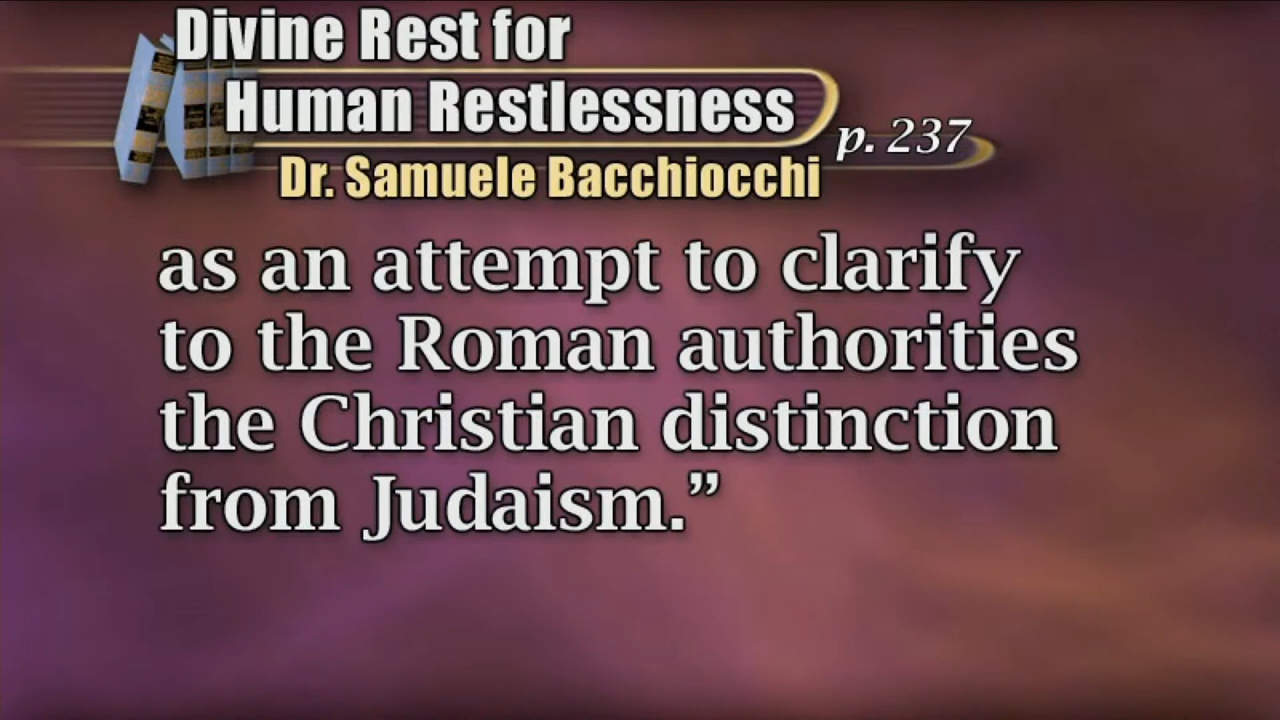 Divine Rest for
Human Restlessness
p. 237
Dr. Samuele Bacchiocchi
as an attempt to clarify
to the Roman authorities
the Christian distinction
from Judaism.”